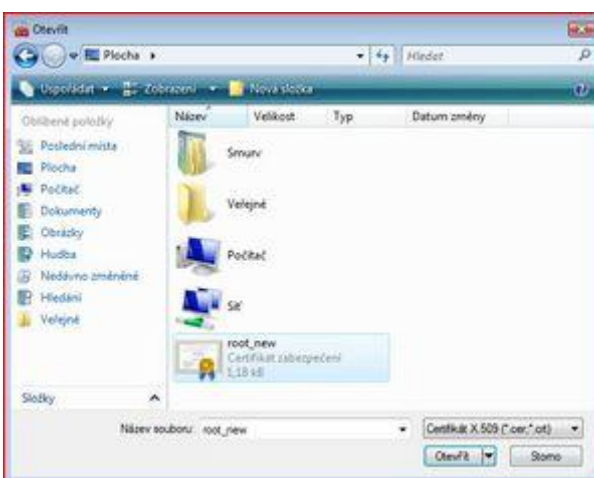 Otevřít
Plocha
Hledat
Uspořádat
Zobrazení
Nová složka
Oblíbené položky
Poslední místa
Plocha
Počítač
Dokumenty
Obrázky
Hudba
Nedávno změněné
Hledání
Veřejné
Složky
Název Velikost Typ Datum změny
Smurv
Veřejné
Počítač
Síť
root_new
Certifikát zabezpečení
1,18 kB
Název souboru: root_new
Certifikát X.509 (*.cer,*.crt)
Otevřít Storno